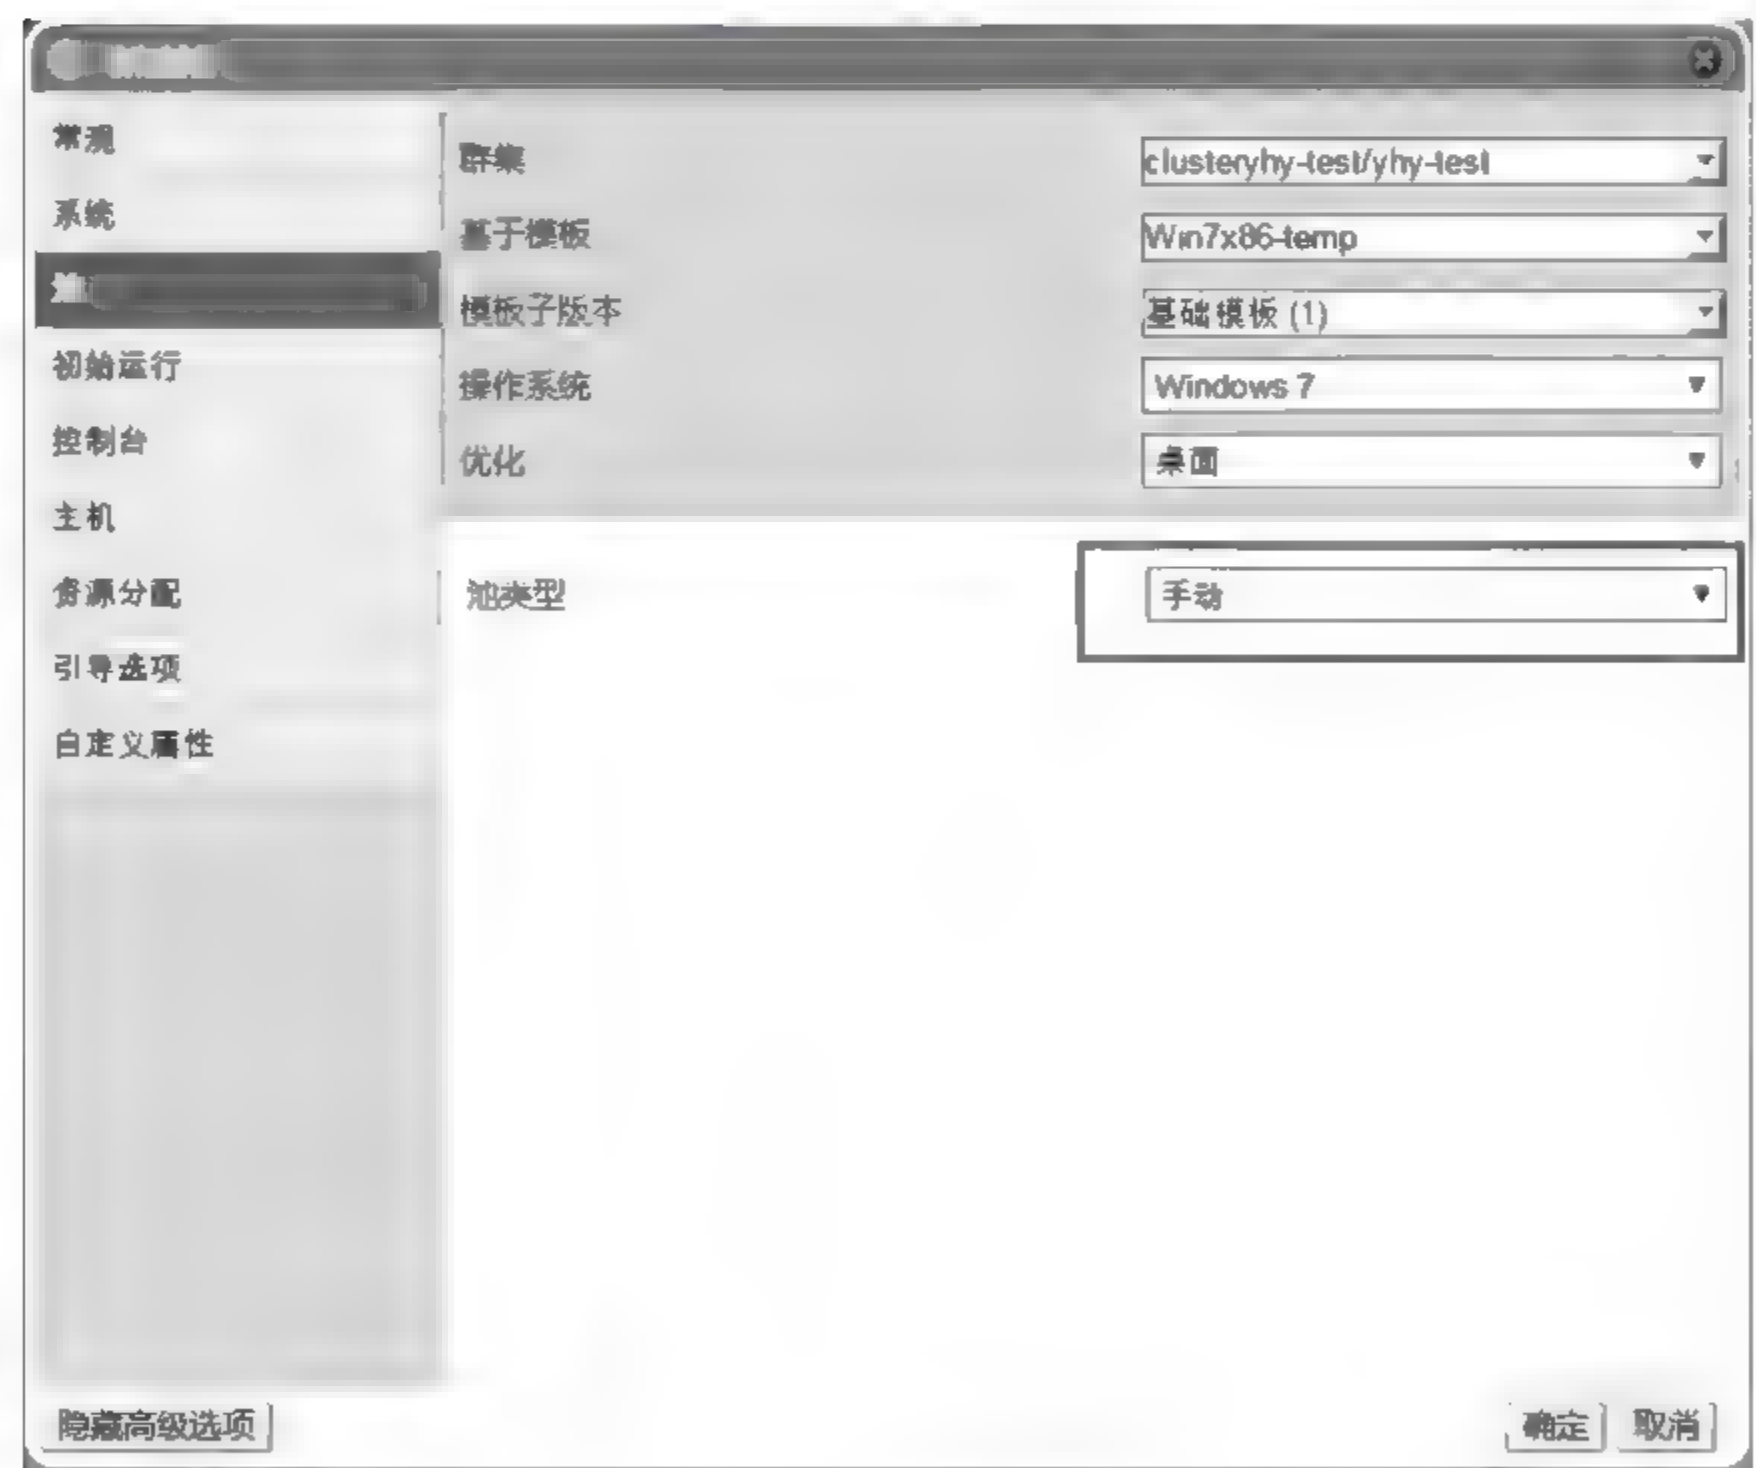 常规
系统
初始运行
控制台
主机
资源分配
引导选项
自定义属性
群集 clusteryhy-test/yhy-test
基于模板 Win7x86-temp
模板子版本 基础模板 (1)
操作系统 Windows 7
优化 桌面
池类型 手动
隐藏高级选项 确定 取消